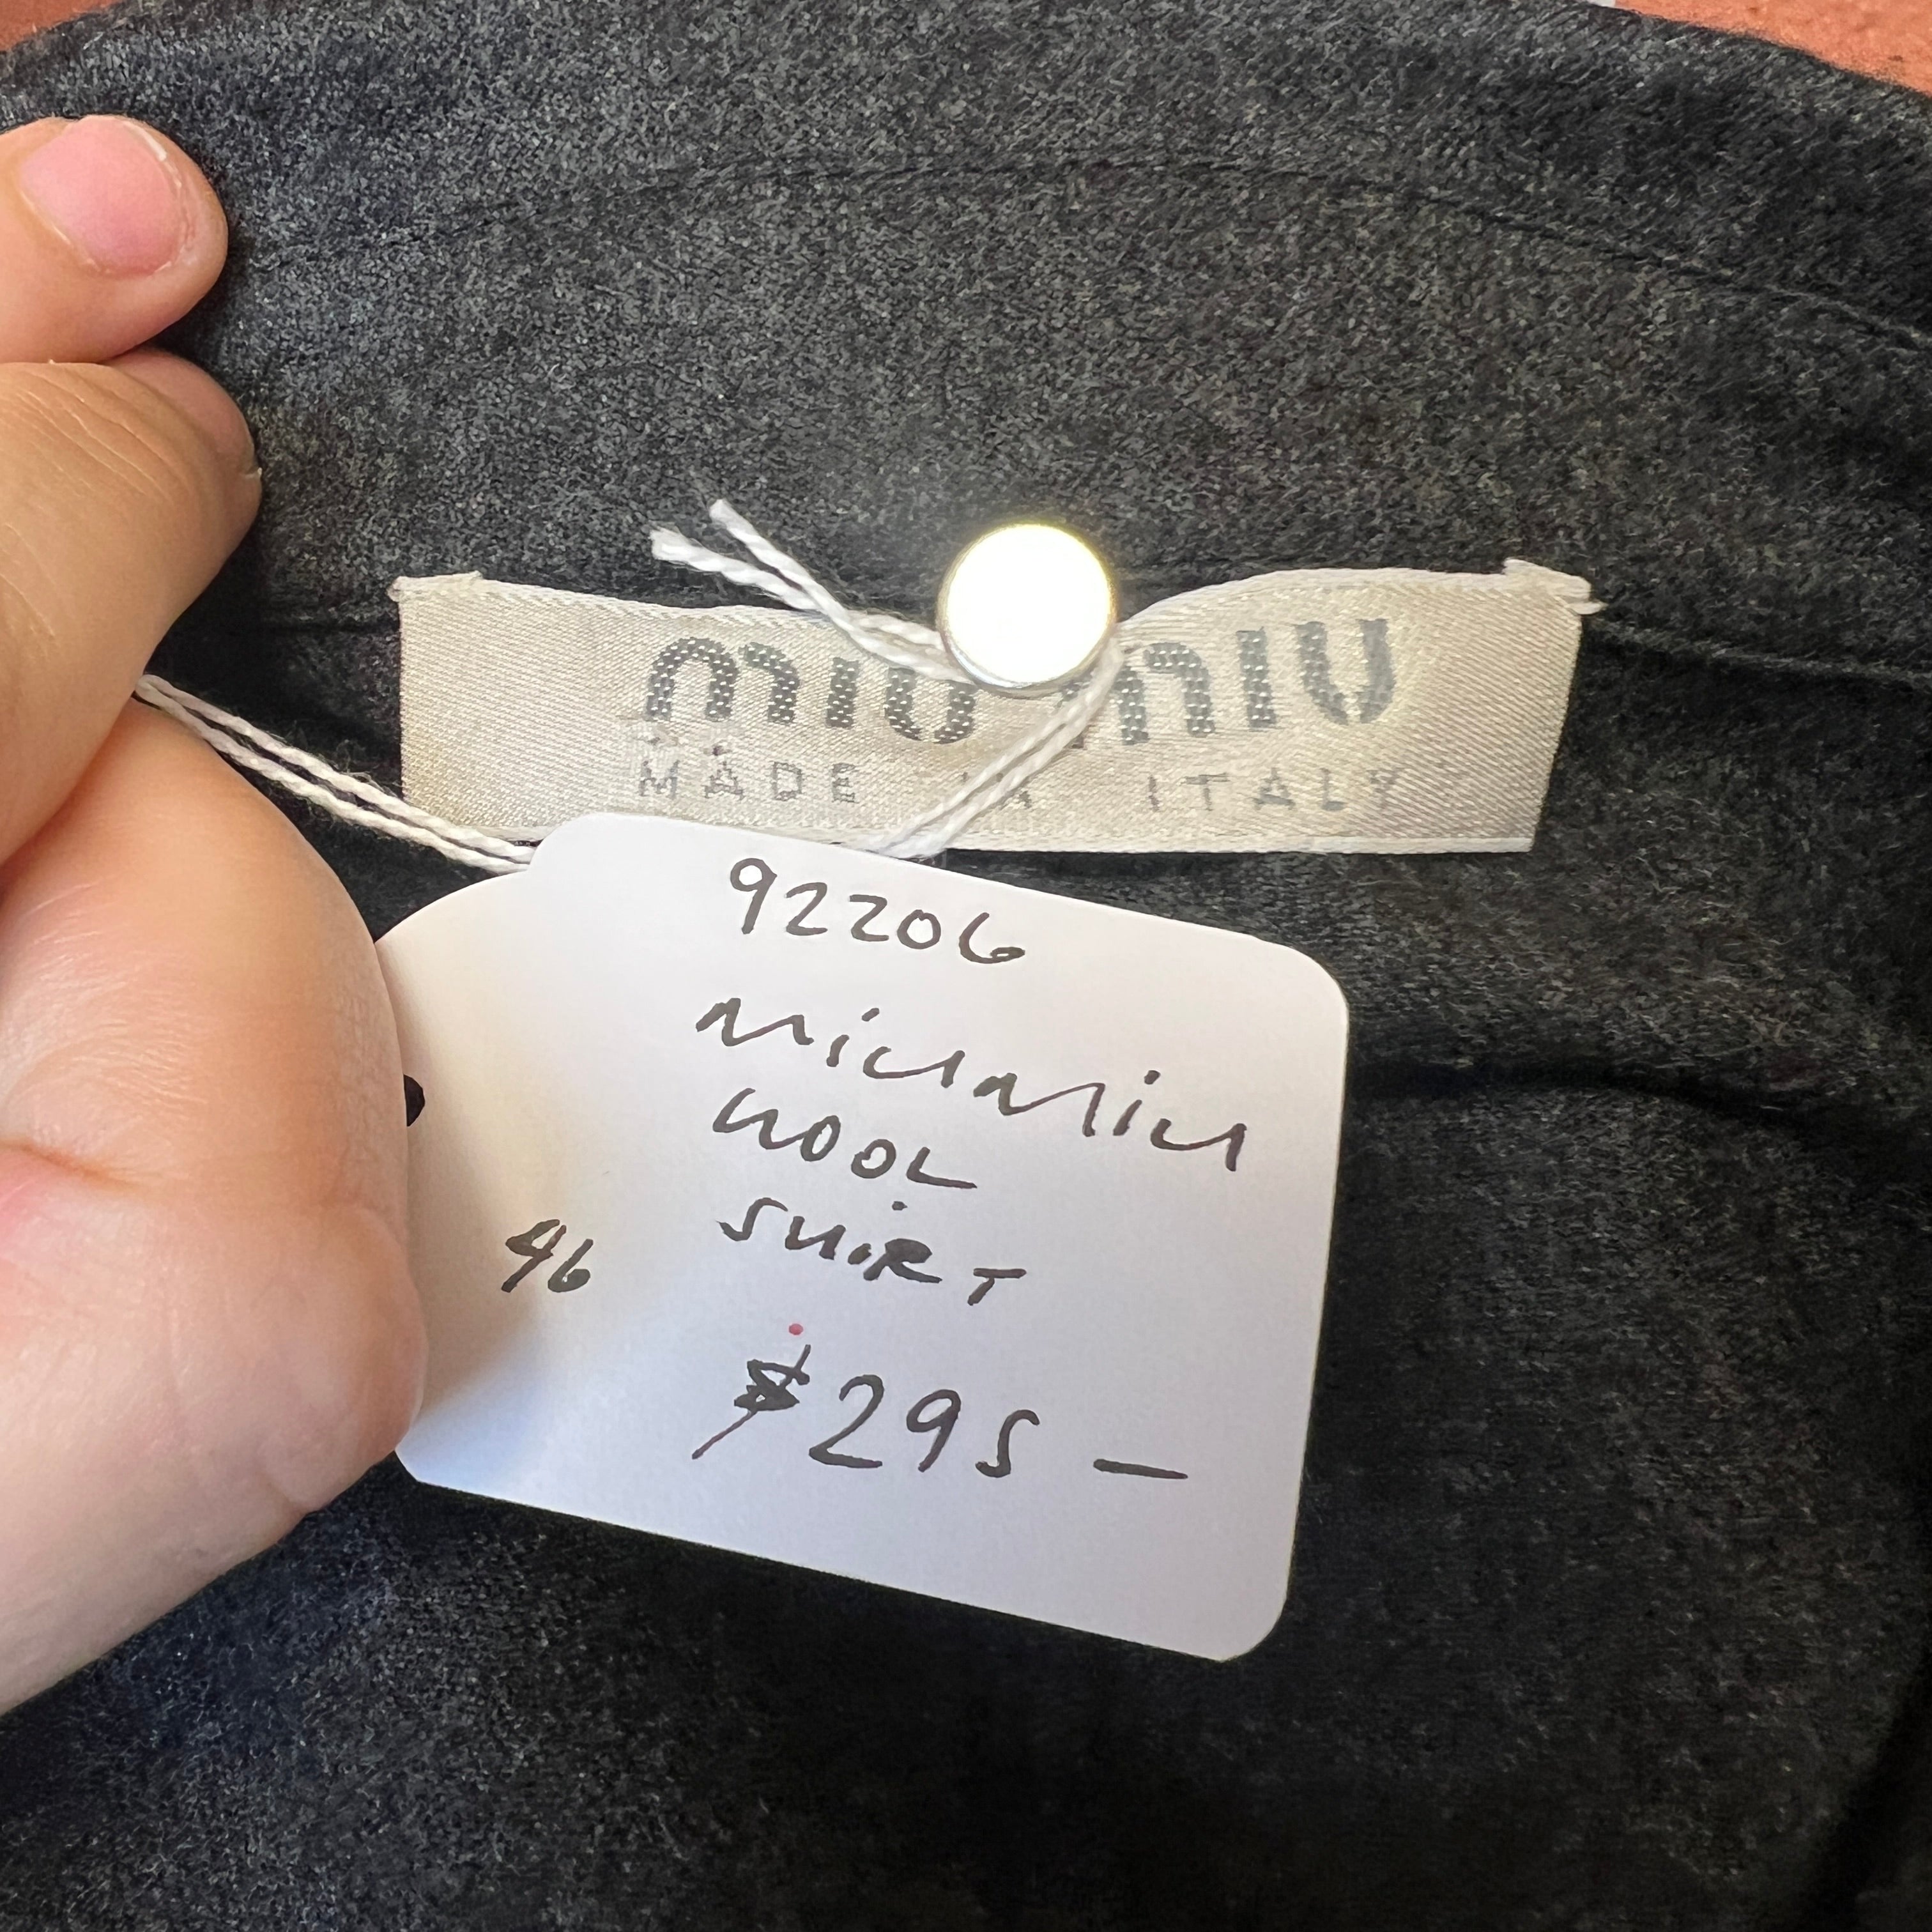 miu miu
MADE IN ITALY
92206
MIUMIU
WOOL
SHIRT
46
$295-